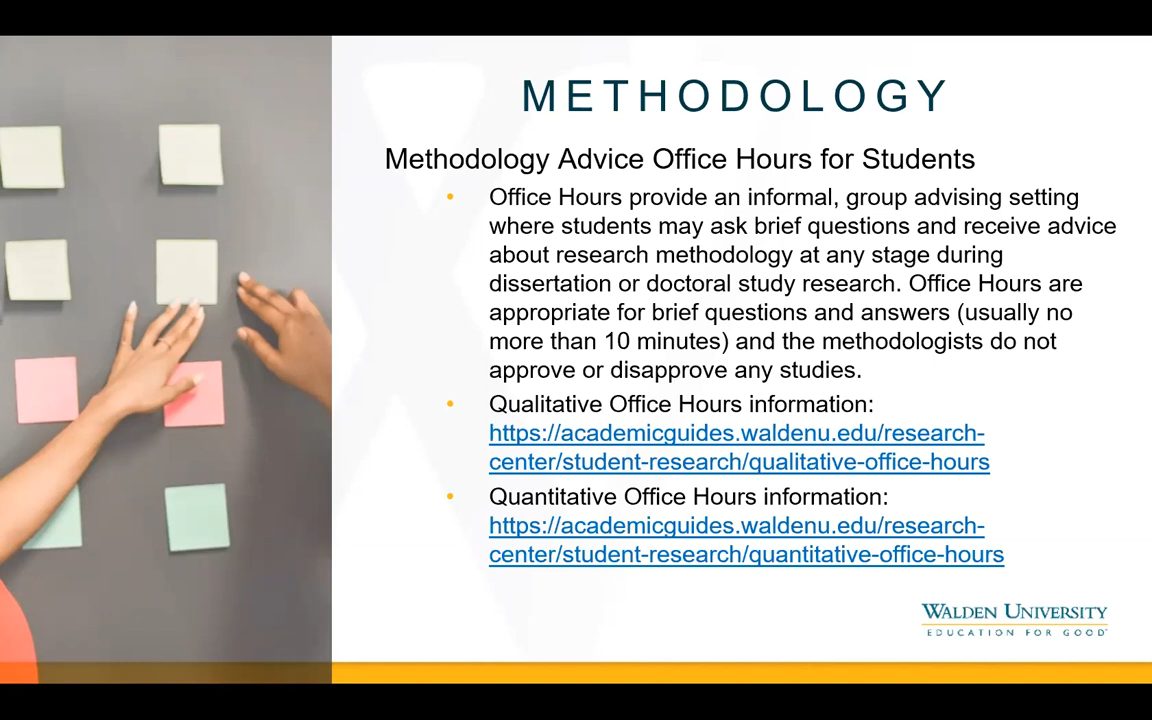 METHODOLOGY
Methodology Advice Office Hours for Students
• Office Hours provide an informal, group advising setting
where students may ask brief questions and receive advice
about research methodology at any stage during
dissertation or doctoral study research. Office Hours are
appropriate for brief questions and answers (usually no
more than 10 minutes) and the methodologists do not
approve or disapprove any studies.
• Qualitative Office Hours information:
https://academicguides.waldenu.edu/research-
center/student-research/qualitative-office-hours
• Quantitative Office Hours information:
https://academicguides.waldenu.edu/research-
center/student-research/quantitative-office-hours
WALDEN UNIVERSITY
EDUCATION FOR GOOD